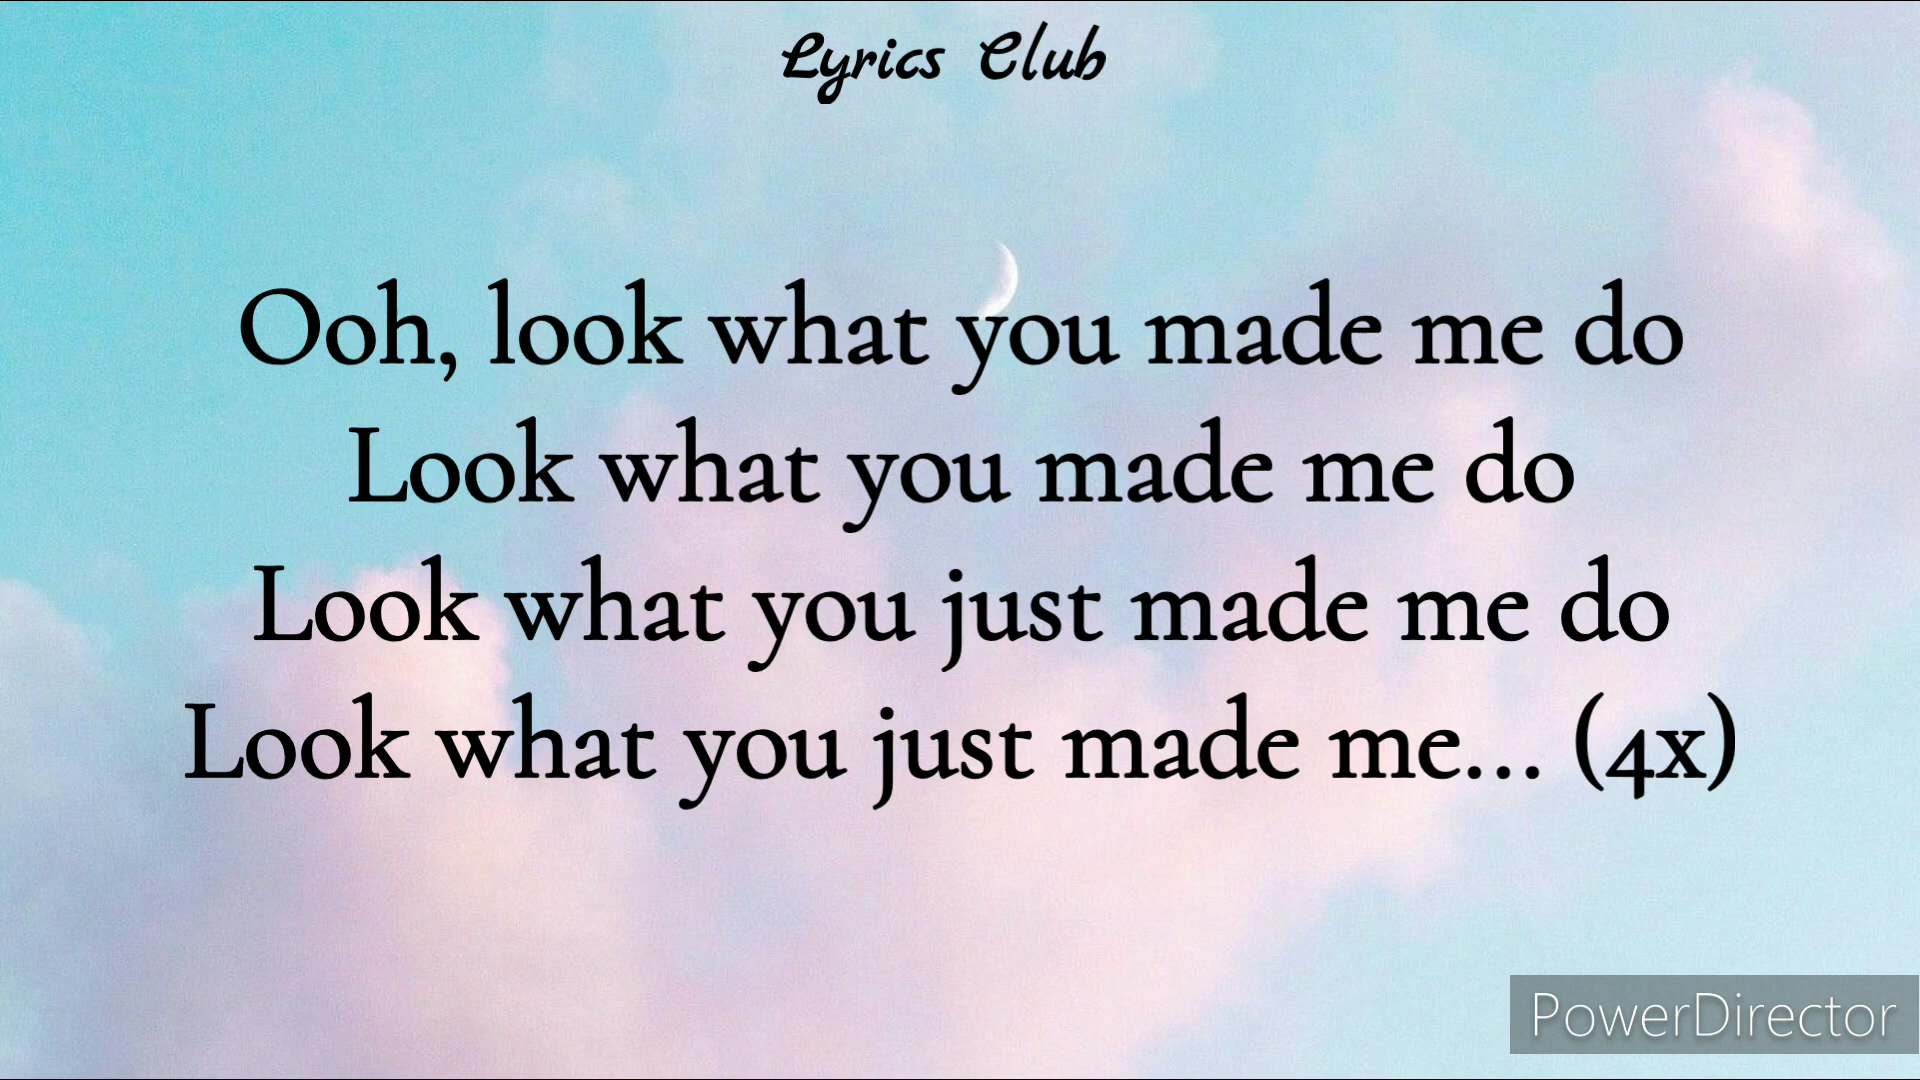 Lyrics Club
Ooh, look what you made me do
Look what you made me do
Look what you just made me do
Look what you just made me... (4x)
PowerDirector